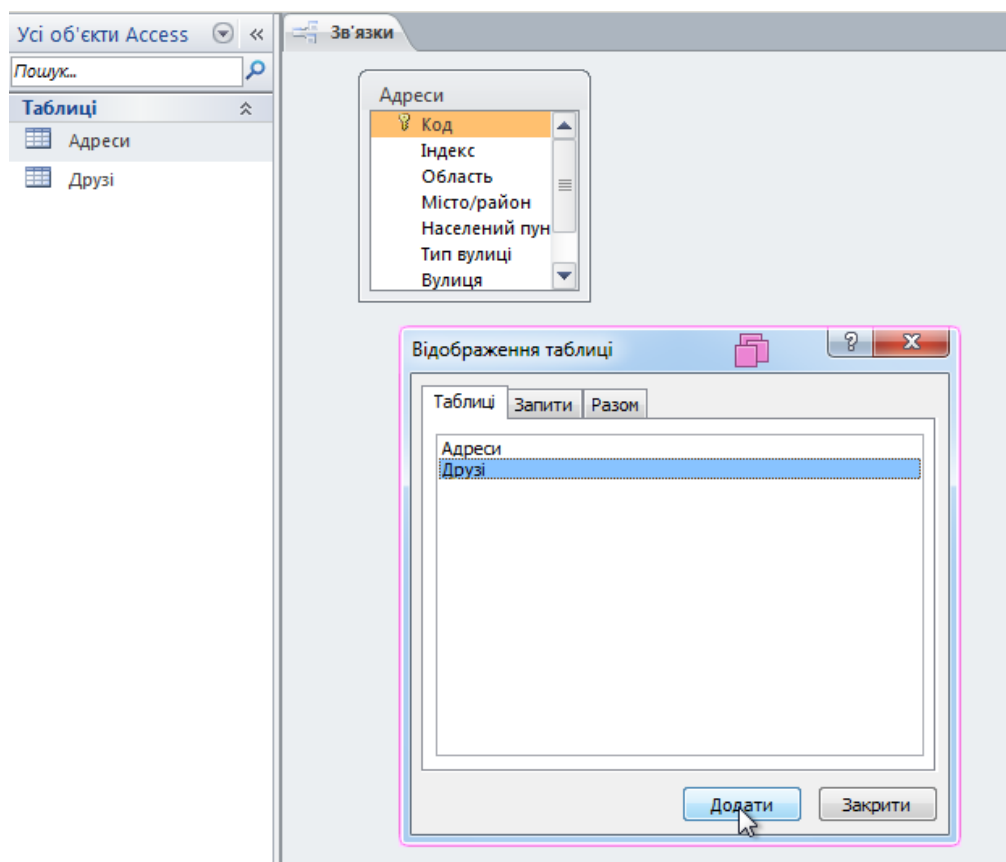 Усі об'єкти Access
Пошук...
Таблиці
Адреси
Друзі
Зв'язки
Адреси
Код
Індекс
Область
Місто/район
Населений пун
Тип вулиці
Вулиця
Відображення таблиці
Таблиці Запити Разом
Адреси
Друзі
Додати Закрити